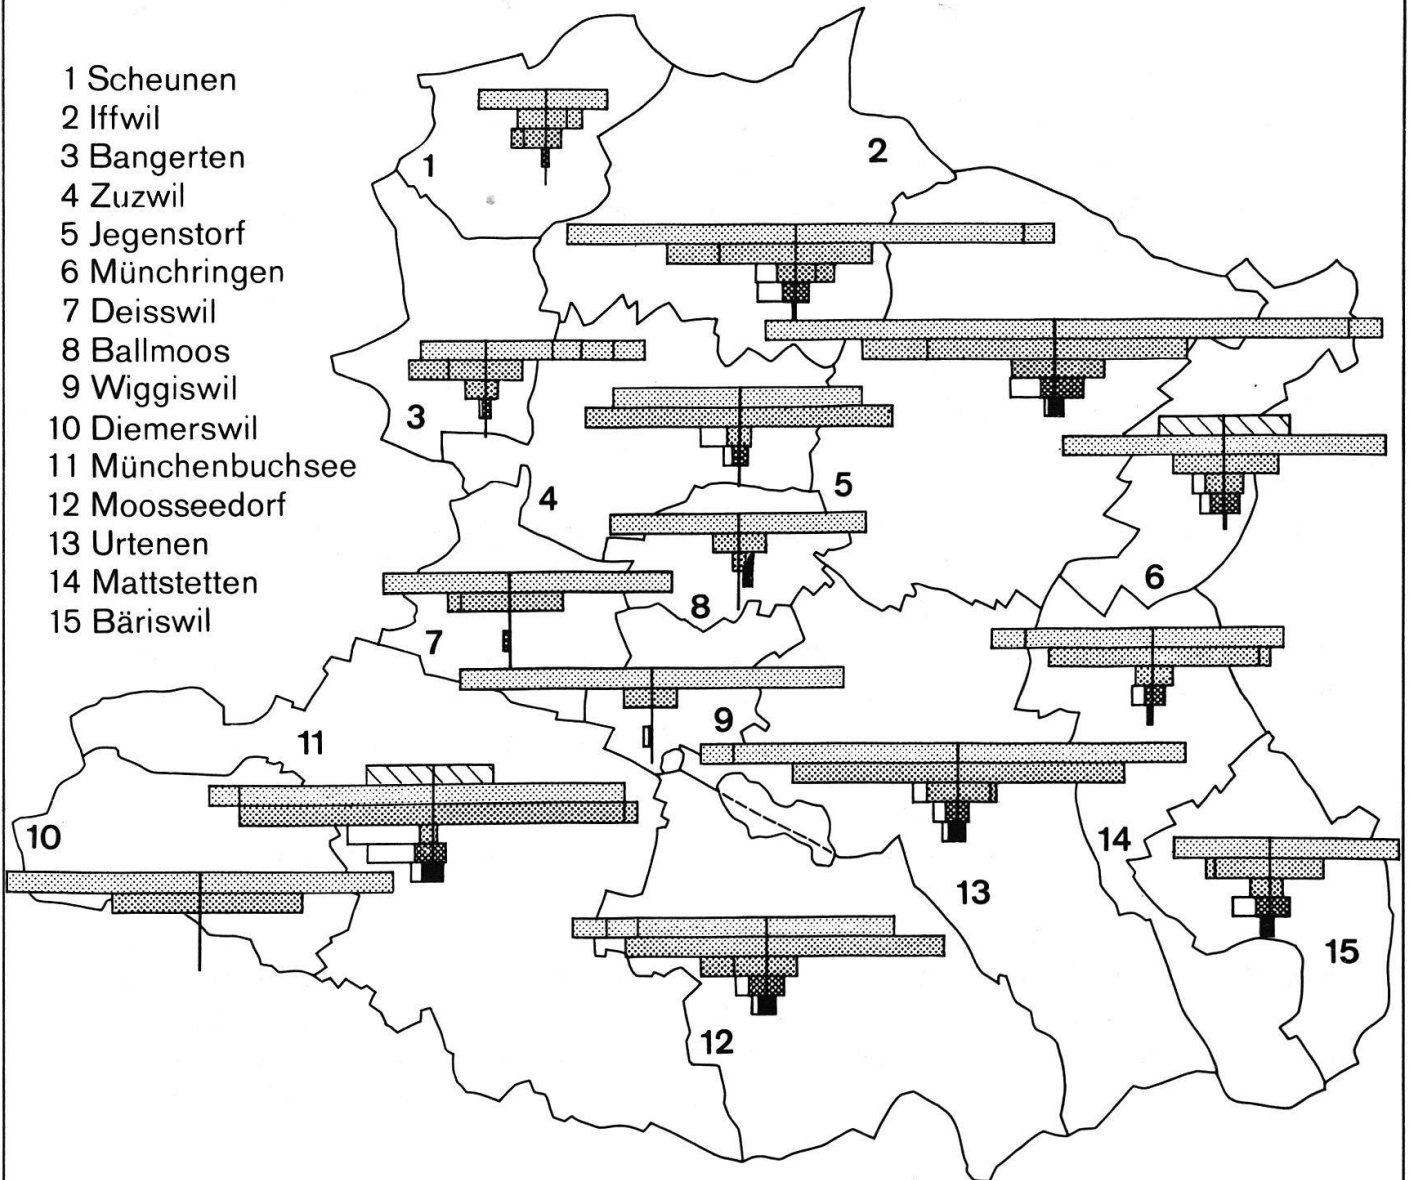 1 Scheunen
2 Iffwil
3 Bangerten
4 Zuzwil
5 Jegenstorf
6 Münchringen
7 Deisswil
8 Ballmoos
9 Wiggiswil
10 Diemerswil
11 Münchenbuchsee
12 Moosseedorf
13 Urtenen
14 Mattstetten
15 Bäriswil
1
2
3
4
5
6
7
8
9
10
11
12
13
14
15